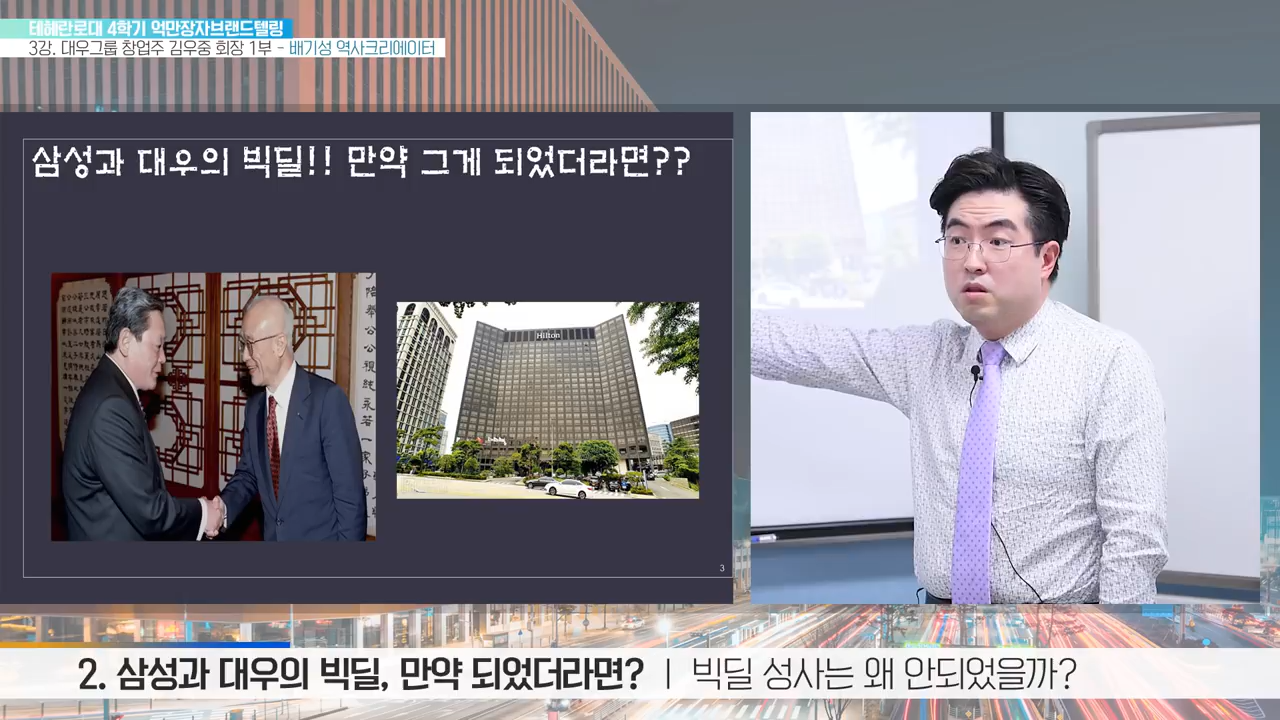 테헤란로대 4학기 억만장자브랜드텔링
3강. 대우그룹 창업주 김우중 회장 1부 - 배기성 역사크리에이터
삼성과 대우의 빅딜!! 만약 그게 되었더라면??
Hilton
3
2. 삼성과 대우의 빅딜, 만약 되었더라면? | 빅딜 성사는 왜 안되었을까?